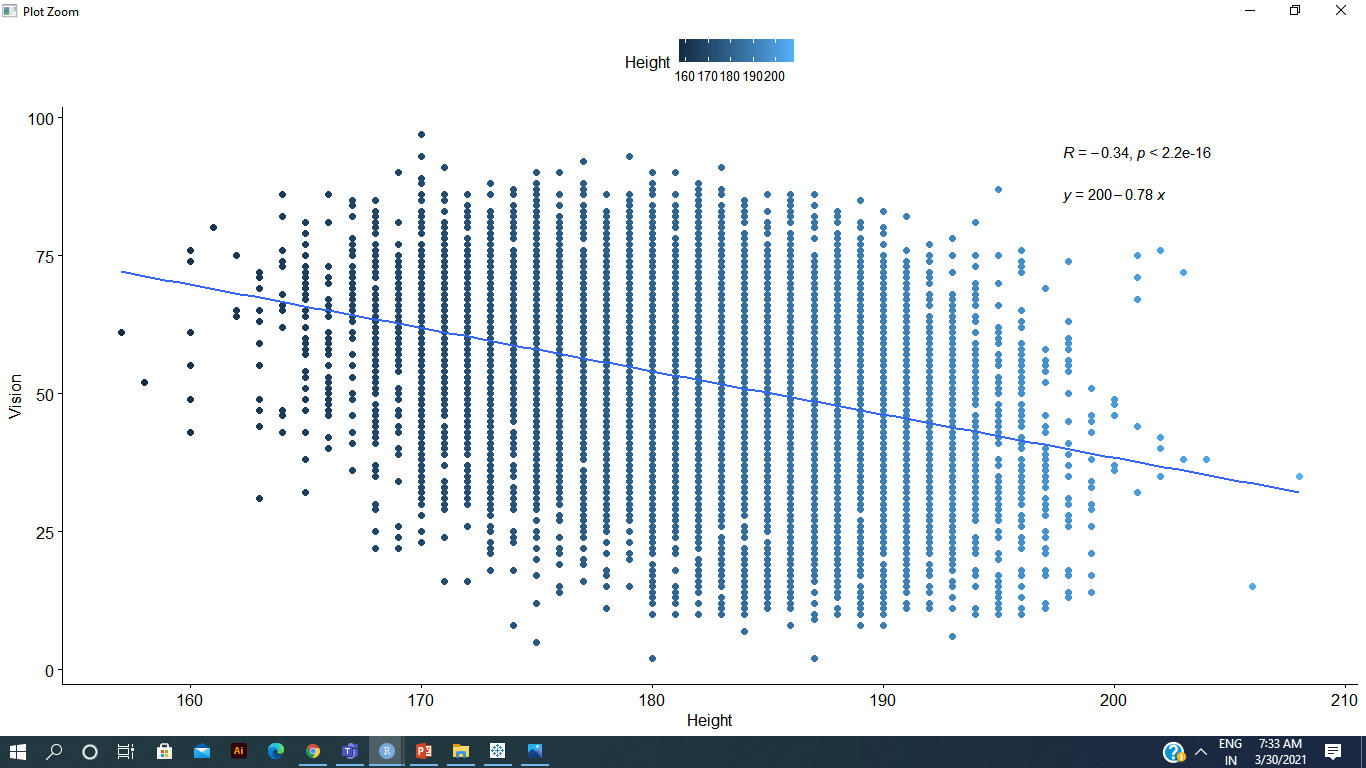 Plot Zoom
Height
160 170 180 190 200
100
75
50
25
0
Vision
R = −0.34, p < 2.2e-16
y = 200 − 0.78 x
160 170 180 190 200 210
Height
Ai
R
ENG
IN
7:33 AM
3/30/2021